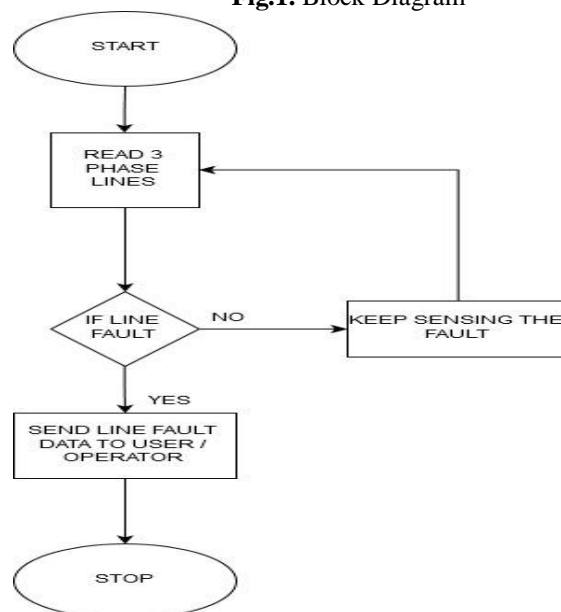 Fig.1. Block Diagram
START
READ 3
PHASE
LINES
IF LINE
FAULT
NO
KEEP SENSING THE
FAULT
YES
SEND LINE FAULT
DATA TO USER /
OPERATOR
STOP